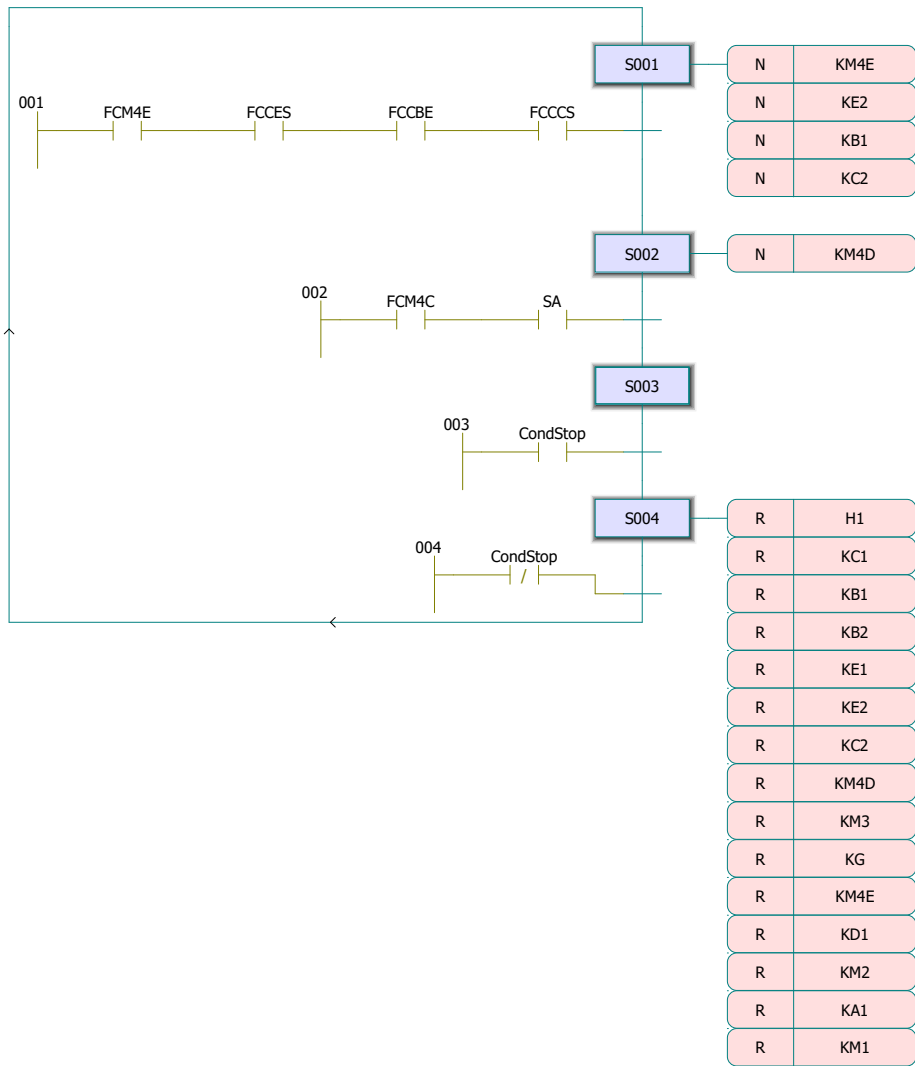 S001 N KM4E
N KE2
001 FCM4E FCCES FCCBE FCCCS
N KB1
N KC2
S002 N KM4D
002 FCM4C SA
S003
003 CondStop
S004 R H1
004 CondStop R KC1
/
R KB1
R KB2
R KE1
R KE2
R KC2
R KM4D
R KM3
R KG
R KM4E
R KD1
R KM2
R KA1
R KM1